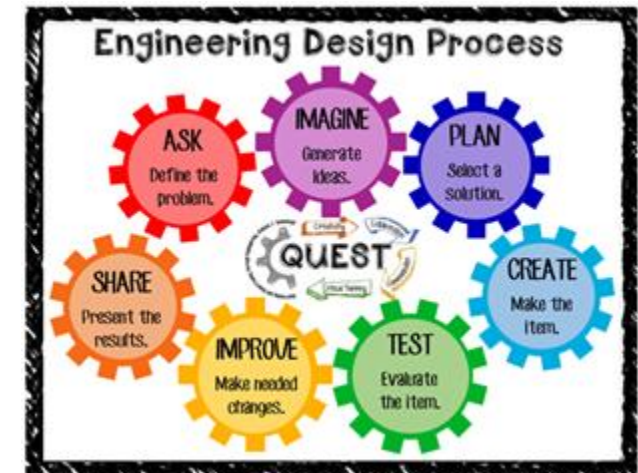 Engineering Design Process
ASK
Define the
problem.
IMAGINE
Generate
Ideas.
PLAN
Select a
solution.
CREATE
Make the
item.
TEST
Evaluate
the item.
IMPROVE
Make needed
changes.
SHARE
Present the
results.
QUEST
Creativity